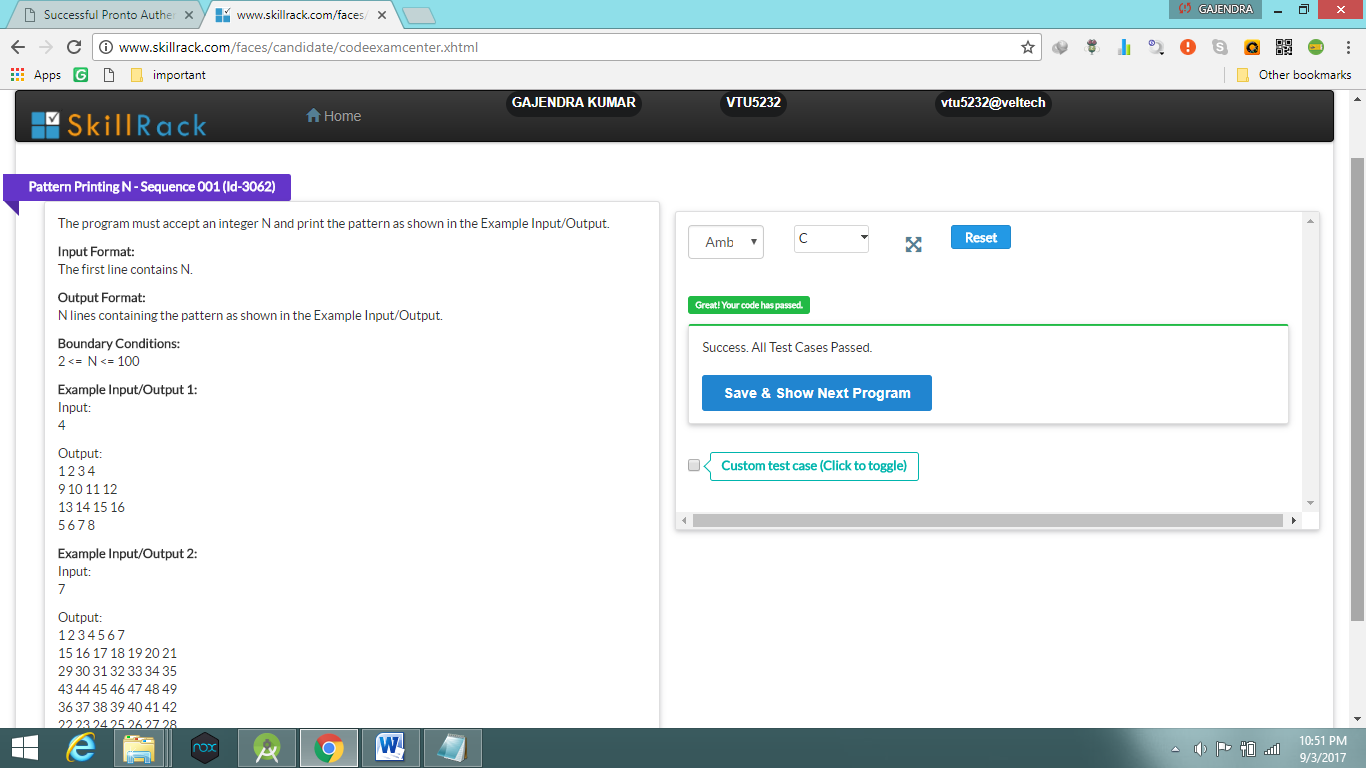 Successful Pronto Authe
www.skillrack.com/faces/
GAJENDRA
www.skillrack.com/faces/candidate/codeexamcenter.xhtml
Apps
important
Other bookmarks
SkillRack
Home
GAJENDRA KUMAR
VTU5232
vtu5232@veltech
Pattern Printing N - Sequence 001 (Id-3062)
The program must accept an integer N and print the pattern as shown in the Example Input/Output.
Input Format:
The first line contains N.
Output Format:
N lines containing the pattern as shown in the Example Input/Output.
Boundary Conditions:
2 <= N <= 100
Example Input/Output 1:
Input:
4
Output:
1 2 3 4
9 10 11 12
13 14 15 16
5 6 7 8
Example Input/Output 2:
Input:
7
Output:
1 2 3 4 5 6 7
15 16 17 18 19 20 21
29 30 31 32 33 34 35
43 44 45 46 47 48 49
36 37 38 39 40 41 42
22 23 24 25 26 27 28
Amb
C
Reset
Great! Your code has passed.
Success. All Test Cases Passed.
Save & Show Next Program
Custom test case (Click to toggle)
nox
10:51 PM
9/3/2017